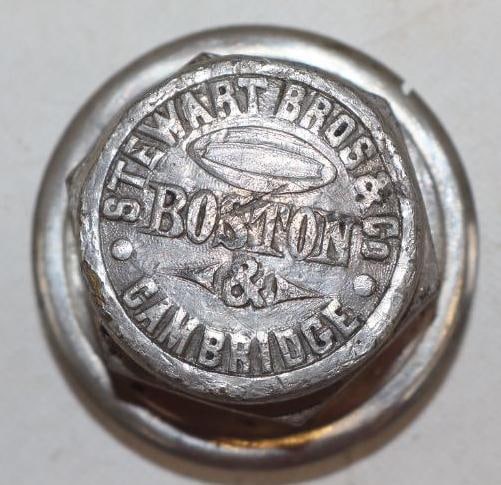 STEWART BROS & CO
BOSTON
&
CAMBRIDGE